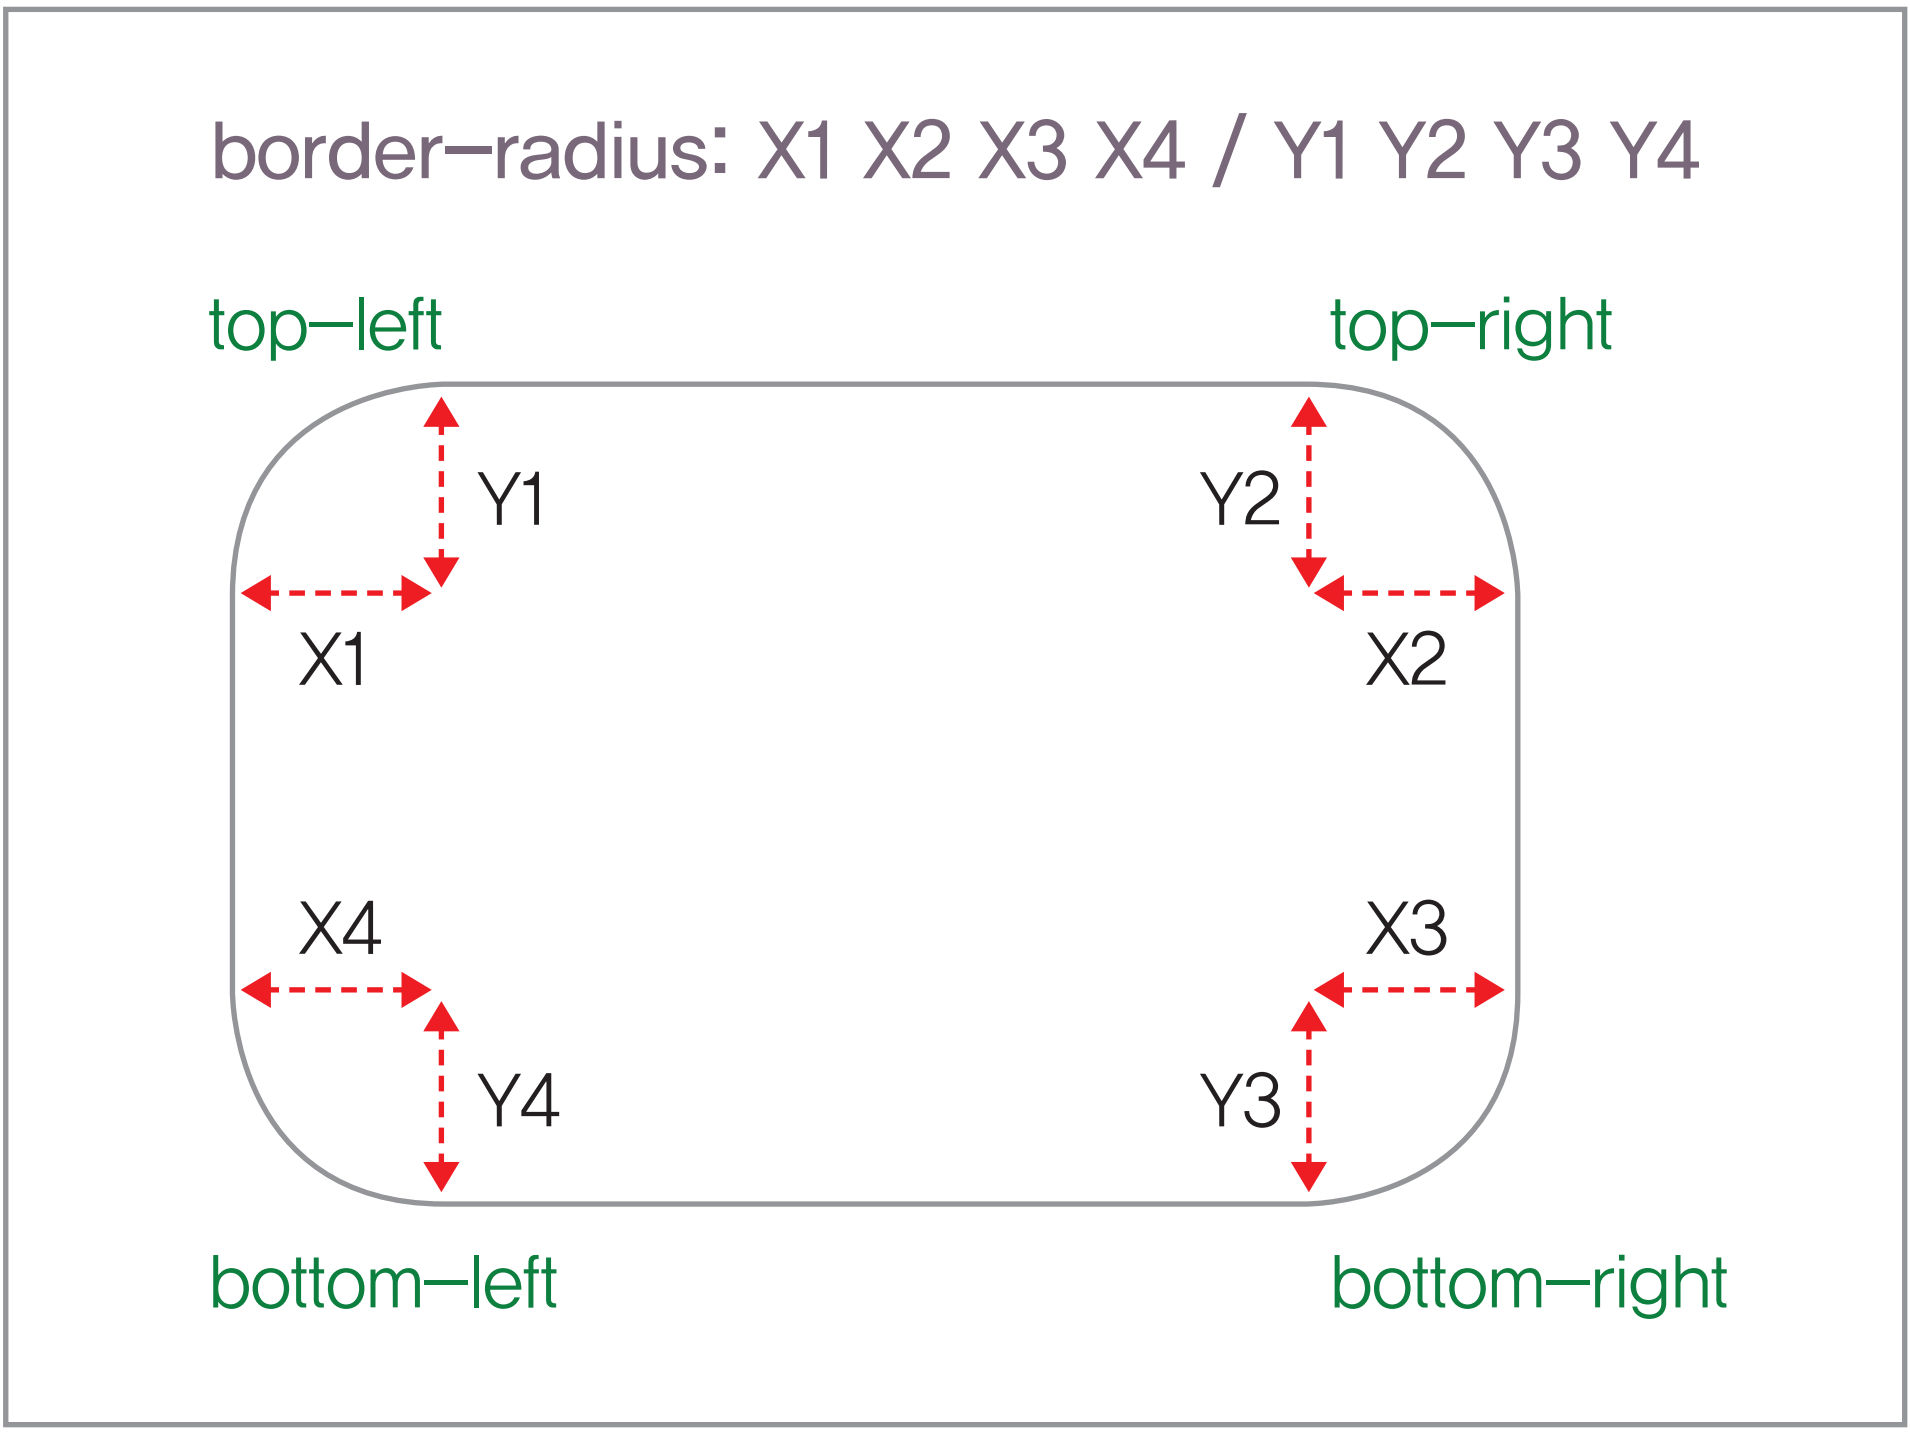 border-radius: X1 X2 X3 X4 / Y1 Y2 Y3 Y4
top-left
top-right
Y1
Y2
X1
X2
X4
X3
Y4
Y3
bottom-left
bottom-right